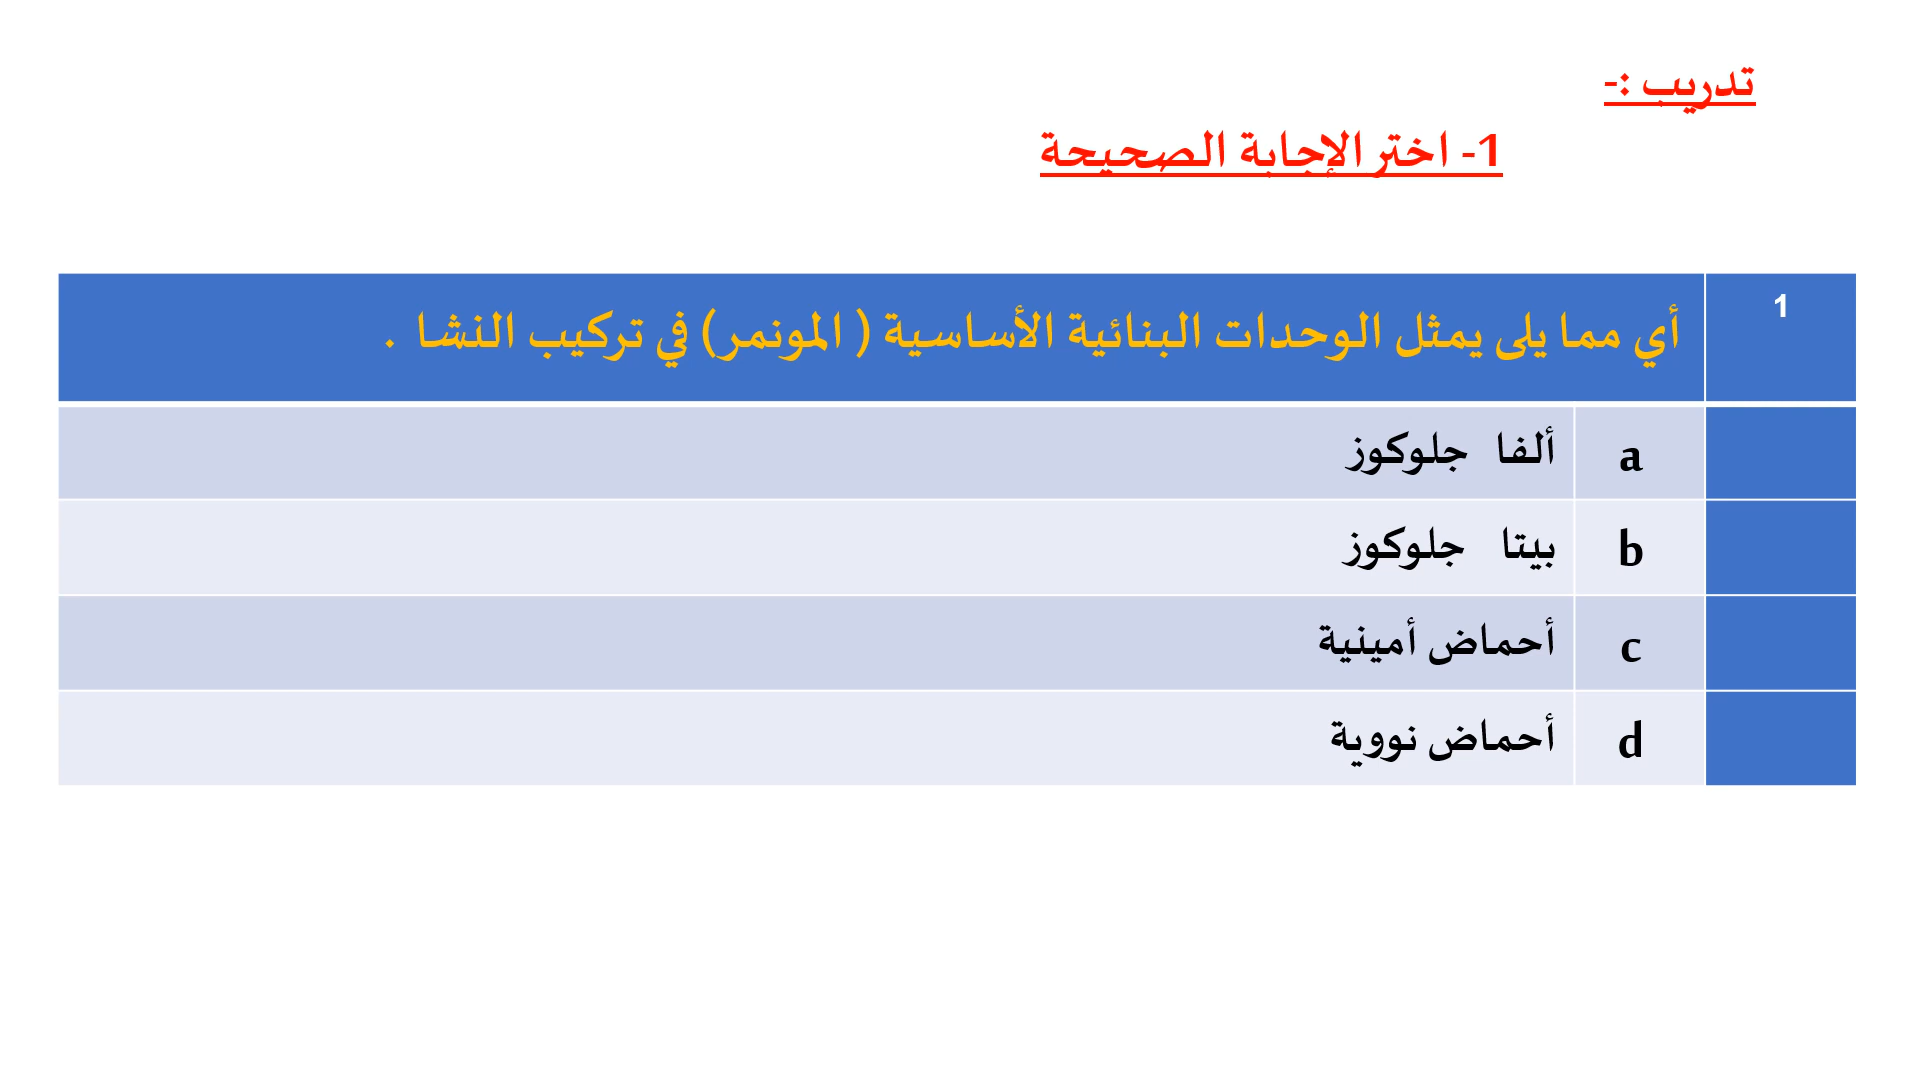 تدريب :-
1- اختر الإجابة الصحيحة
1 أي مما يلى يمثل الوحدات البنائية الأساسية ( المونمر) في تركيب النشا .
a ألفا جلوكوز
b بيتا جلوكوز
c أحماض أمينية
d أحماض نووية